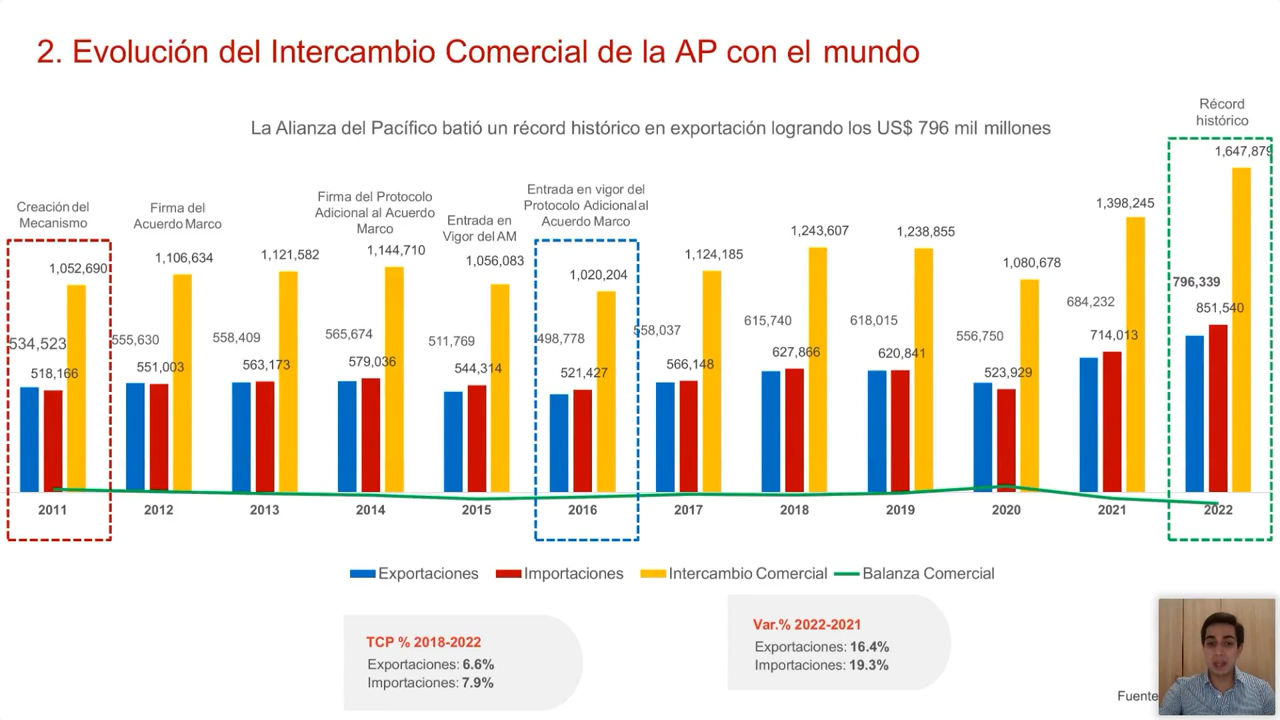 2. Evolución del Intercambio Comercial de la AP con el mundo
La Alianza del Pacífico batió un récord histórico en exportación logrando los US$ 796 mil millones
Récord
histórico
Creación del
Mecanismo
Firma del
Acuerdo Marco
Firma del Protocolo
Adicional al Acuerdo
Marco
Entrada en
Vigor del AM
Entrada en vigor del
Protocolo Adicional al
Acuerdo Marco
534,523
518,166
1,052,690
555,630
551,003
1,106,634
558,409
563,173
1,121,582
565,674
579,036
1,144,710
511,769
544,314
1,056,083
498,778
521,427
1,020,204
558,037
566,148
1,124,185
615,740
627,866
1,243,607
618,015
620,841
1,238,855
556,750
523,929
1,080,678
684,232
714,013
1,398,245
796,339
851,540
1,647,879
2011 2012 2013 2014 2015 2016 2017 2018 2019 2020 2021 2022
Exportaciones Importaciones Intercambio Comercial Balanza Comercial
TCP % 2018-2022
Exportaciones: 6.6%
Importaciones: 7.9%
Var.% 2022-2021
Exportaciones: 16.4%
Importaciones: 19.3%
Fuente